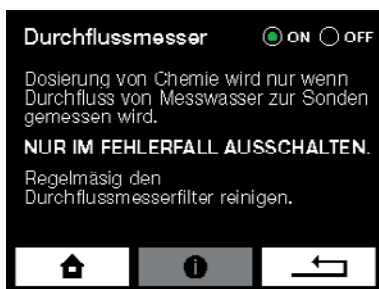 Durchflussmesser ON OFF
Dosierung von Chemie wird nur wenn
Durchfluss von Messwasser zur Sonden
gemessen wird.
NUR IM FEHLERFALL AUSSCHALTEN.
Regelmäsig den
Durchflussmesserfilter reinigen.